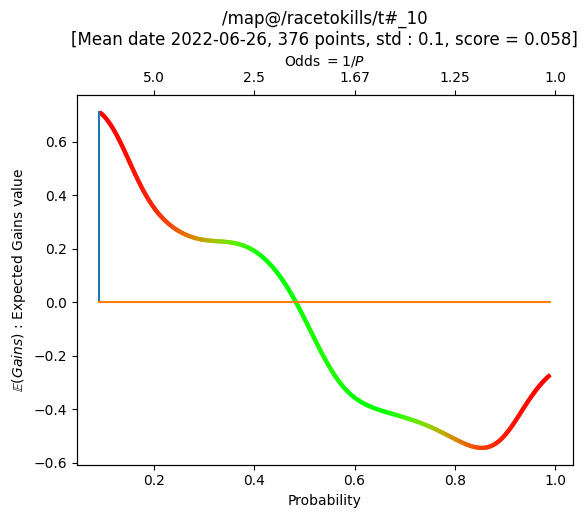 /map@/racetokills/t#_10
[Mean date 2022-06-26, 376 points, std : 0.1, score = 0.058]
Odds = 1/P
5.0 2.5 1.67 1.25 1.0
0.6
0.4
0.2
0.0
−0.2
−0.4
−0.6
𝔼(Gains) : Expected Gains value
0.2 0.4 0.6 0.8 1.0
Probability